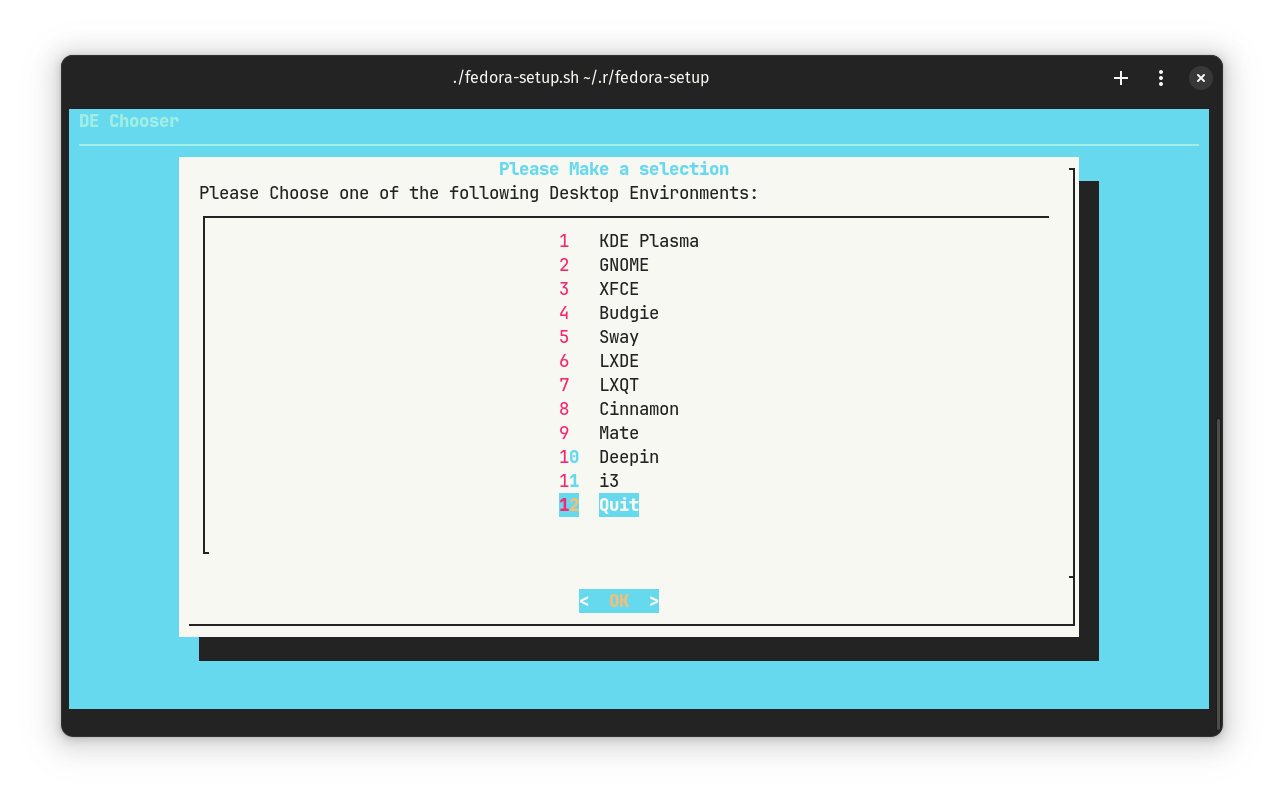 ./fedora-setup.sh ~/.r/fedora-setup
DE Chooser
Please Make a selection
Please Choose one of the following Desktop Environments:
1 KDE Plasma
2 GNOME
3 XFCE
4 Budgie
5 Sway
6 LXDE
7 LXQT
8 Cinnamon
9 Mate
10 Deepin
11 i3
12 Quit
< OK >